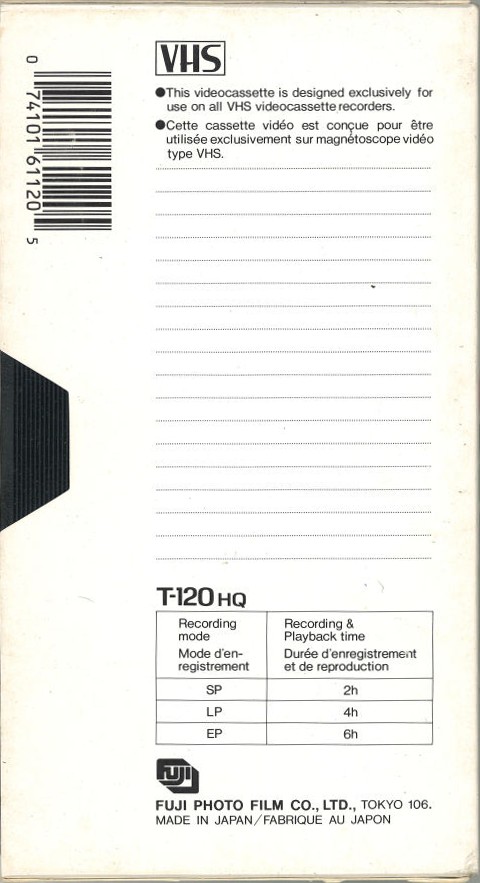 0 74101 61120 5
VHS
●This videocassette is designed exclusively for
use on all VHS videocassette recorders.
●Cette cassette vidéo est conçue pour être
utilisée exclusivement sur magnétoscope vidéo
type VHS.
T-120 HQ
Recording mode
Recording & Playback time
Mode d'en-
registrement
Durée d'enregistrement
et de reproduction
SP 2h
LP 4h
EP 6h
FUJI
FUJI PHOTO FILM CO., LTD., TOKYO 106.
MADE IN JAPAN/FABRIQUE AU JAPON